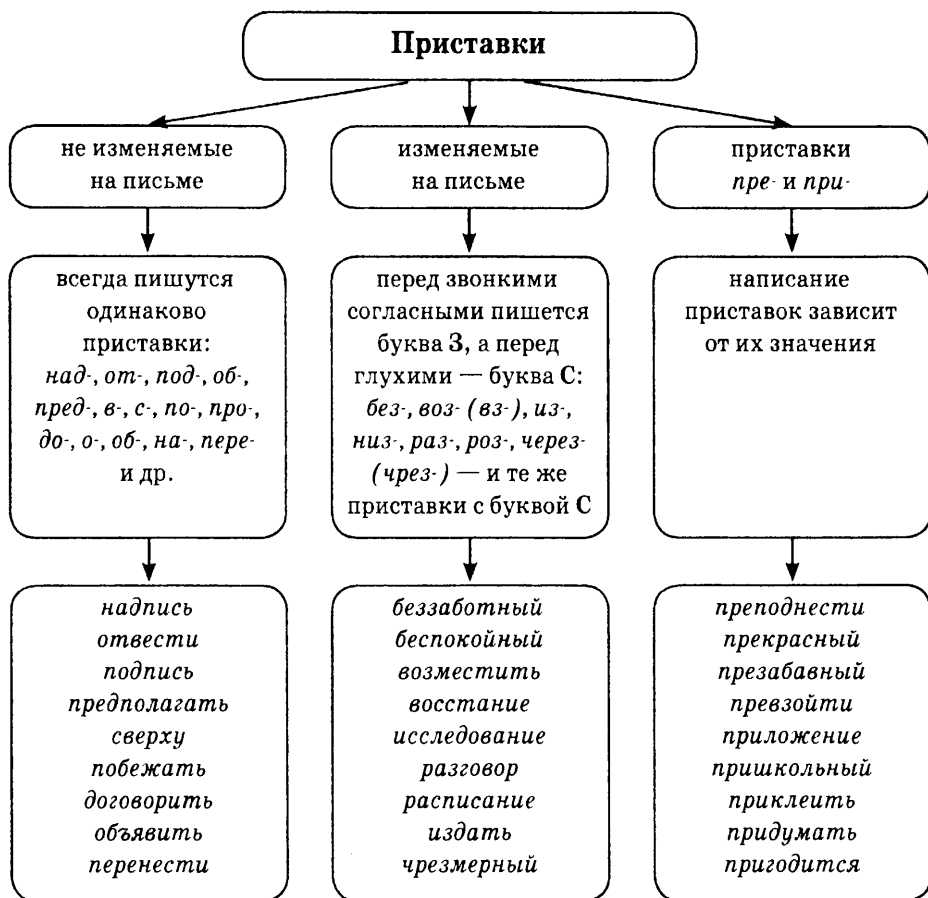 Приставки
не изменяемые
на письме
всегда пишутся
одинаково
приставки:
над-, от-, под-, об-,
пред-, в-, с-, по-, про-,
до-, о-, об-, на-, пере-
и др.
надпись
отвести
подпись
предполагать
сверху
побежать
договорить
объявить
перенести
изменяемые
на письме
перед звонкими
согласными пишется
буква З, а перед
глухими — буква С:
без-, воз- (вз-), из-,
низ-, раз-, роз-, через-
(чрез-) — и те же
приставки с буквой С
беззаботный
беспокойный
возместить
восстание
исследование
разговор
расписание
издать
чрезмерный
приставки
пре- и при-
написание
приставок зависит
от их значения
преподнести
прекрасный
презабавный
превзойти
приложение
пришкольный
приклеить
придумать
пригодится